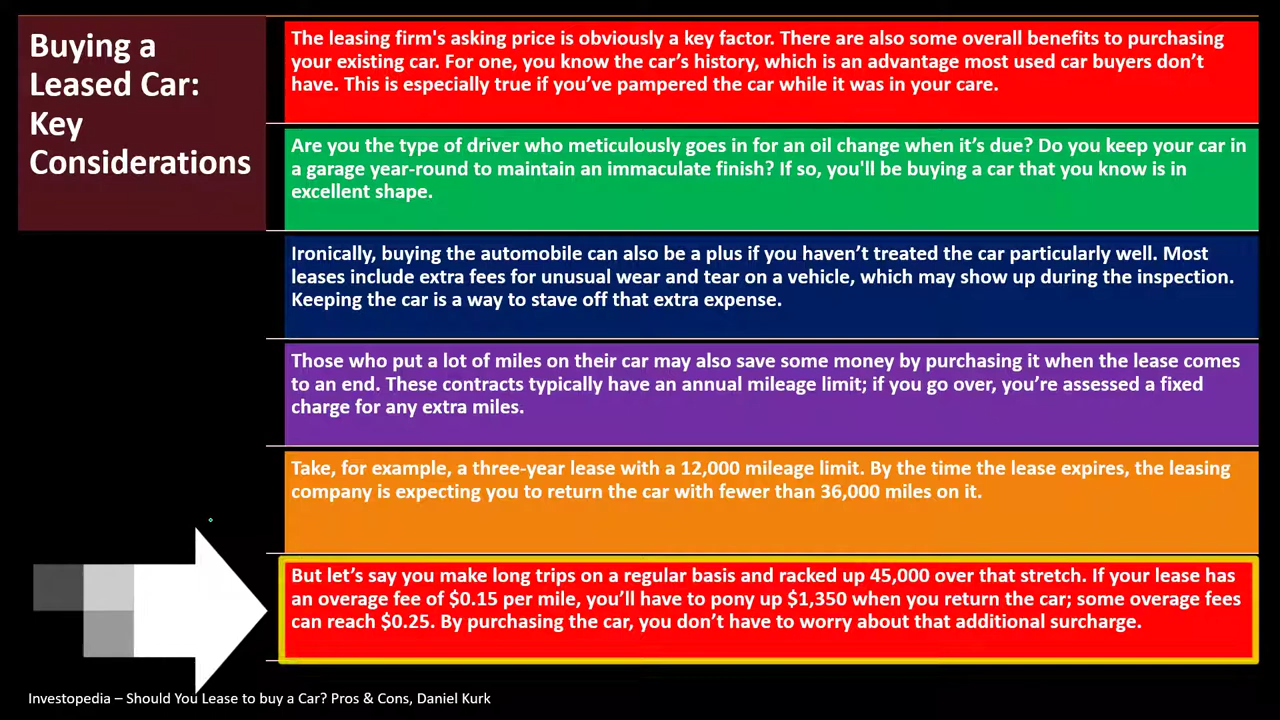 Buying a
Leased Car:
Key
Considerations
The leasing firm's asking price is obviously a key factor. There are also some overall benefits to purchasing
your existing car. For one, you know the car’s history, which is an advantage most used car buyers don’t
have. This is especially true if you’ve pampered the car while it was in your care.
Are you the type of driver who meticulously goes in for an oil change when it’s due? Do you keep your car in
a garage year-round to maintain an immaculate finish? If so, you'll be buying a car that you know is in
excellent shape.
Ironically, buying the automobile can also be a plus if you haven’t treated the car particularly well. Most
leases include extra fees for unusual wear and tear on a vehicle, which may show up during the inspection.
Keeping the car is a way to stave off that extra expense.
Those who put a lot of miles on their car may also save some money by purchasing it when the lease comes
to an end. These contracts typically have an annual mileage limit; if you go over, you’re assessed a fixed
charge for any extra miles.
Take, for example, a three-year lease with a 12,000 mileage limit. By the time the lease expires, the leasing
company is expecting you to return the car with fewer than 36,000 miles on it.
But let’s say you make long trips on a regular basis and racked up 45,000 over that stretch. If your lease has
an overage fee of $0.15 per mile, you’ll have to pony up $1,350 when you return the car; some overage fees
can reach $0.25. By purchasing the car, you don’t have to worry about that additional surcharge.
Investopedia – Should You Lease to buy a Car? Pros & Cons, Daniel Kurk